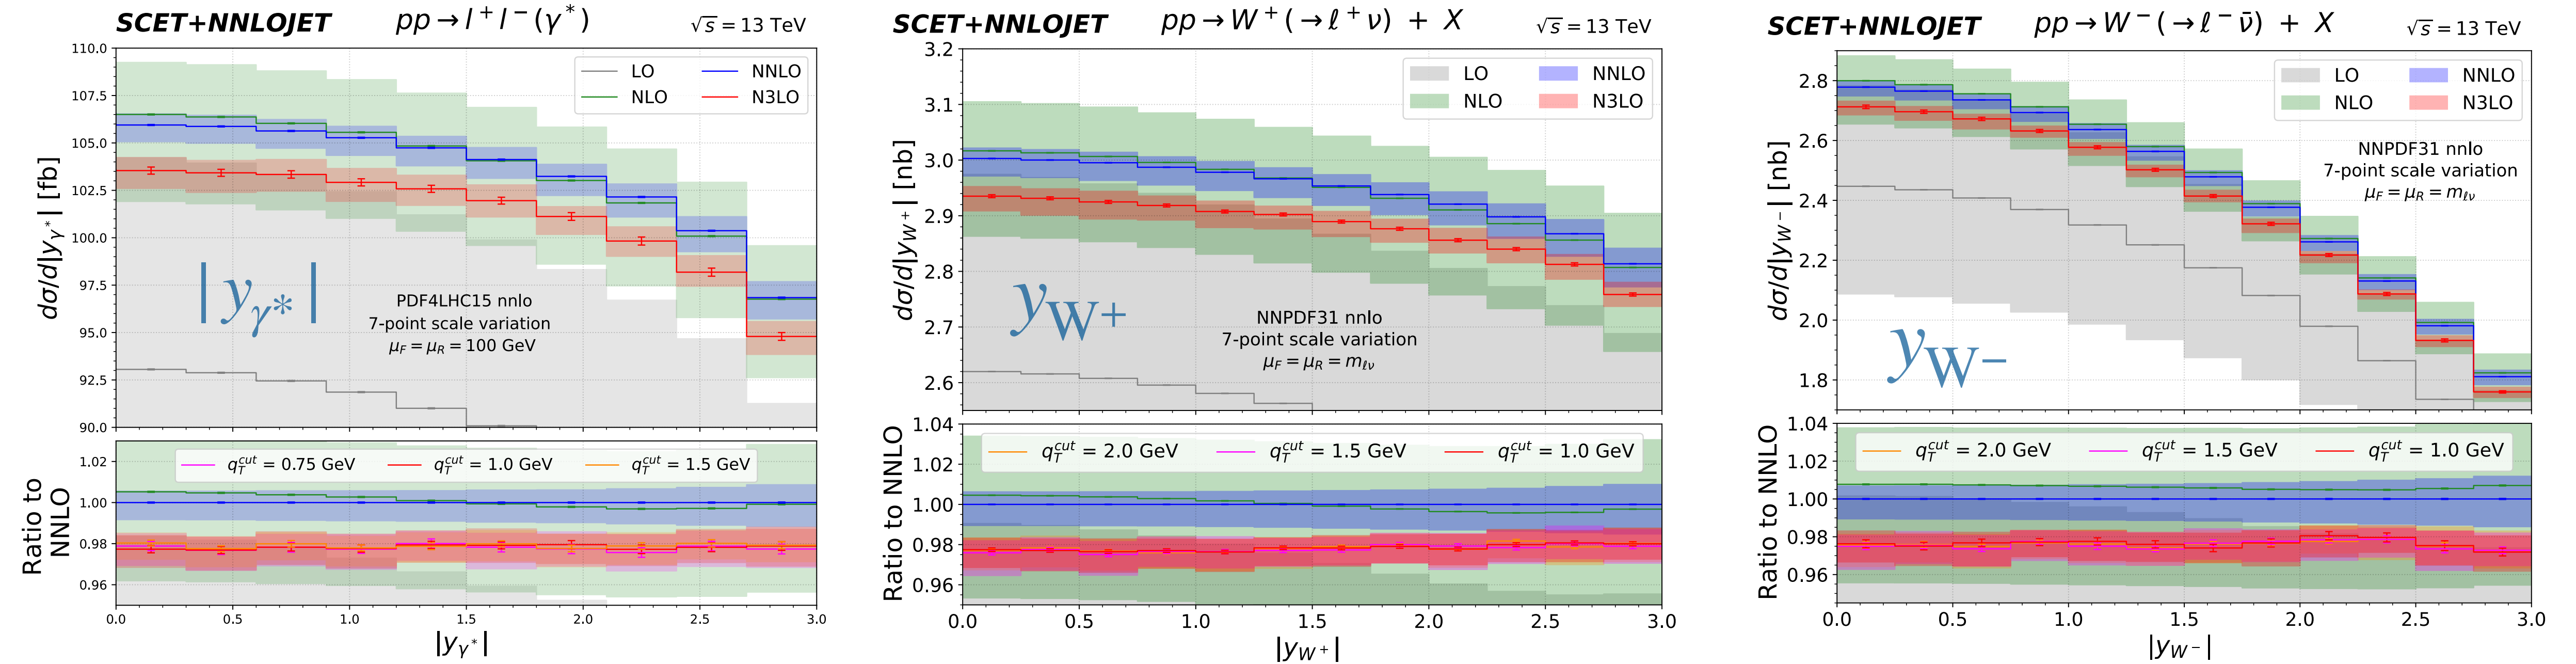 SCET+NNLOJET pp → l⁺ l⁻ (γ*) √s = 13 TeV
110.0
107.5
105.0
102.5
100.0
97.5
95.0
92.5
90.0
dσ/d|y_γ*| [fb]
LO NNLO
NLO N3LO
|y_γ*|
PDF4LHC15 nnlo
7-point scale variation
μ_F = μ_R = 100 GeV
1.02
1.00
0.98
0.96
Ratio to
NNLO
q_T^cut = 0.75 GeV q_T^cut = 1.0 GeV q_T^cut = 1.5 GeV
0.0 0.5 1.0 1.5 2.0 2.5 3.0
|y_γ*|
SCET+NNLOJET pp → W⁺ (→ ℓ⁺ ν) + X √s = 13 TeV
3.2
3.1
3.0
2.9
2.8
2.7
2.6
dσ/d|y_W⁺| [nb]
LO NNLO
NLO N3LO
y_W+
NNPDF31 nnlo
7-point scale variation
μ_F = μ_R = m_ℓν
1.04
1.02
1.00
0.98
0.96
Ratio to NNLO
q_T^cut = 2.0 GeV q_T^cut = 1.5 GeV q_T^cut = 1.0 GeV
0.0 0.5 1.0 1.5 2.0 2.5 3.0
|y_W⁺|
SCET+NNLOJET pp → W⁻ (→ ℓ⁻ ν̄) + X √s = 13 TeV
2.8
2.6
2.4
2.2
2.0
1.8
dσ/d|y_W⁻| [nb]
LO NNLO
NLO N3LO
NNPDF31 nnlo
7-point scale variation
μ_F = μ_R = m_ℓν
y_W−
1.04
1.02
1.00
0.98
0.96
Ratio to NNLO
q_T^cut = 2.0 GeV q_T^cut = 1.5 GeV q_T^cut = 1.0 GeV
0.0 0.5 1.0 1.5 2.0 2.5 3.0
|y_W⁻|